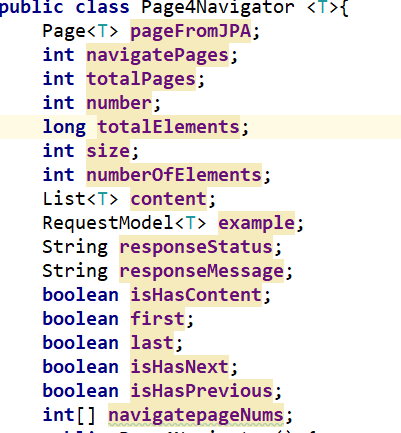 public class Page4Navigator <T>{
Page<T> pageFromJPA;
int navigatePages;
int totalPages;
int number;
long totalElements;
int size;
int numberOfElements;
List<T> content;
RequestModel<T> example;
String responseStatus;
String responseMessage;
boolean isHasContent;
boolean first;
boolean last;
boolean isHasNext;
boolean isHasPrevious;
int[] navigatepageNums;